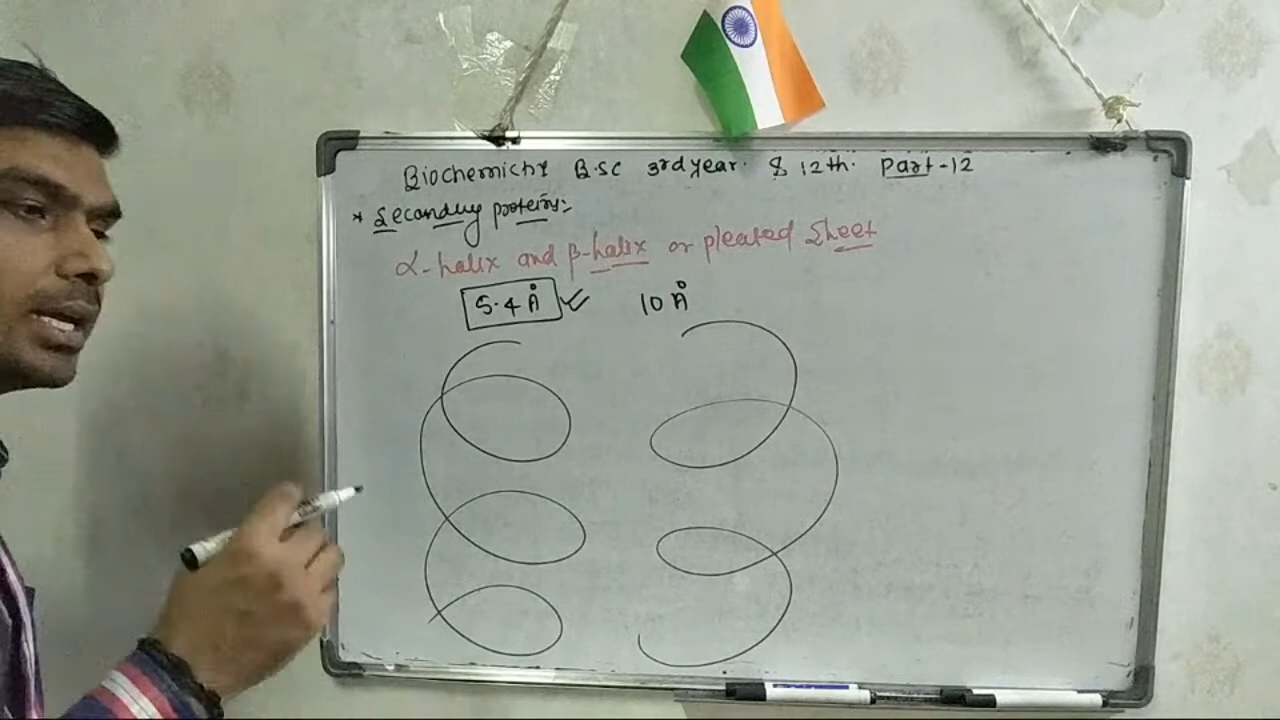 Biochemistry B.SC 3rd year. & 12th. Part-12
* Secondary proteins:-
α-helix and β-helix or pleated Sheet
5.4 Å ✓ 10 Å